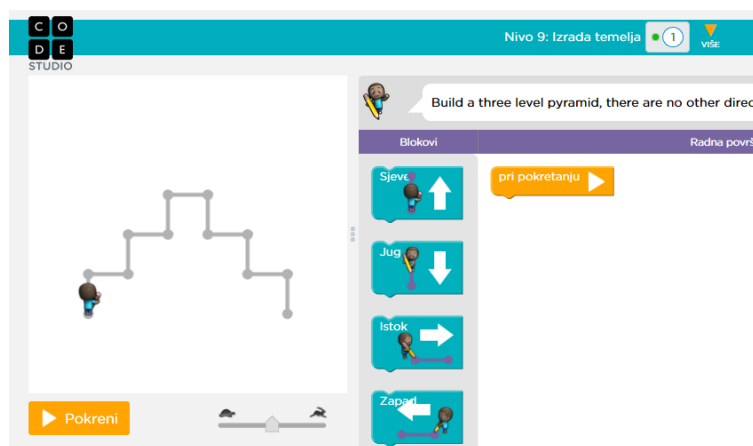 C O
D E
STUDIO
Nivo 9: Izrada temelja
1
VIŠE
Build a three level pyramid, there are no other direc
Blokovi
Radna površ
Sjeve
pri pokretanju
Jug
Istok
Zapad
Pokreni